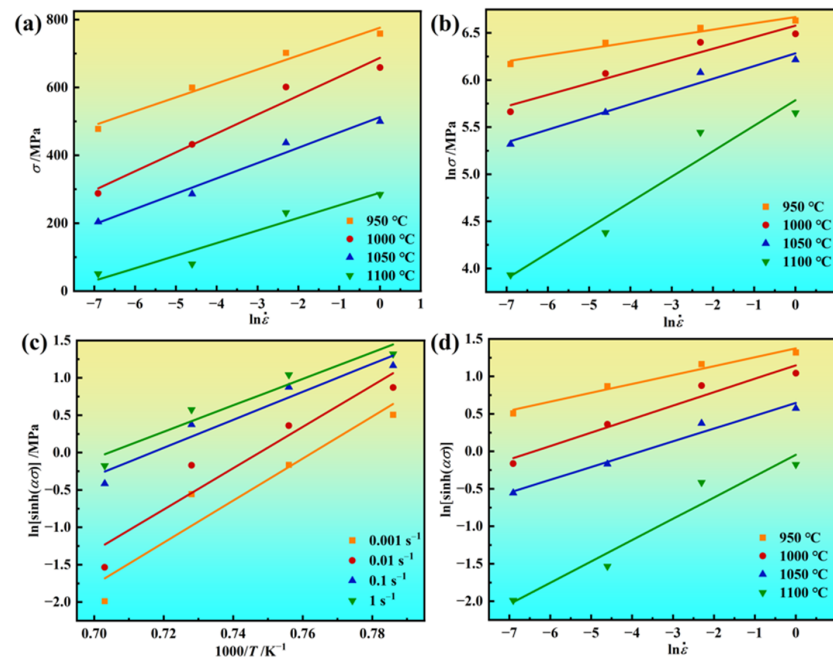 (a)
800
600
400
200
0
σ /MPa
950 °C
1000 °C
1050 °C
1100 °C
−7 −6 −5 −4 −3 −2 −1 0 1
lnε̇
(b)
6.5
6.0
5.5
5.0
4.5
4.0
lnσ /MPa
950 °C
1000 °C
1050 °C
1100 °C
−7 −6 −5 −4 −3 −2 −1 0
lnε̇
(c)
1.5
1.0
0.5
0.0
−0.5
−1.0
−1.5
−2.0
ln[sinh(ασ)] /MPa
0.001 s⁻¹
0.01 s⁻¹
0.1 s⁻¹
1 s⁻¹
0.70 0.72 0.74 0.76 0.78
1000/T /K⁻¹
(d)
1.5
1.0
0.5
0.0
−0.5
−1.0
−1.5
−2.0
ln[sinh(ασ)]
950 °C
1000 °C
1050 °C
1100 °C
−7 −6 −5 −4 −3 −2 −1 0
lnε̇